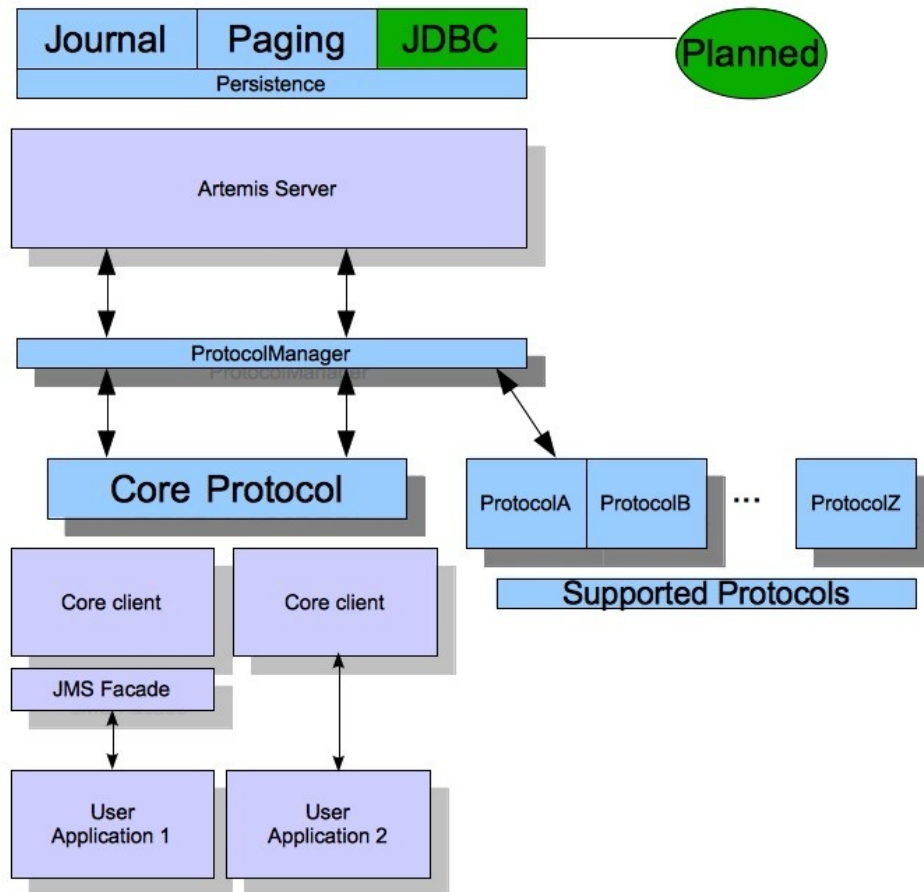 Journal
Paging
JDBC
Planned
Persistence
Artemis Server
ProtocolManager
Core Protocol
ProtocolA
ProtocolB
...
ProtocolZ
Supported Protocols
Core client
Core client
JMS Facade
User
Application 1
User
Application 2